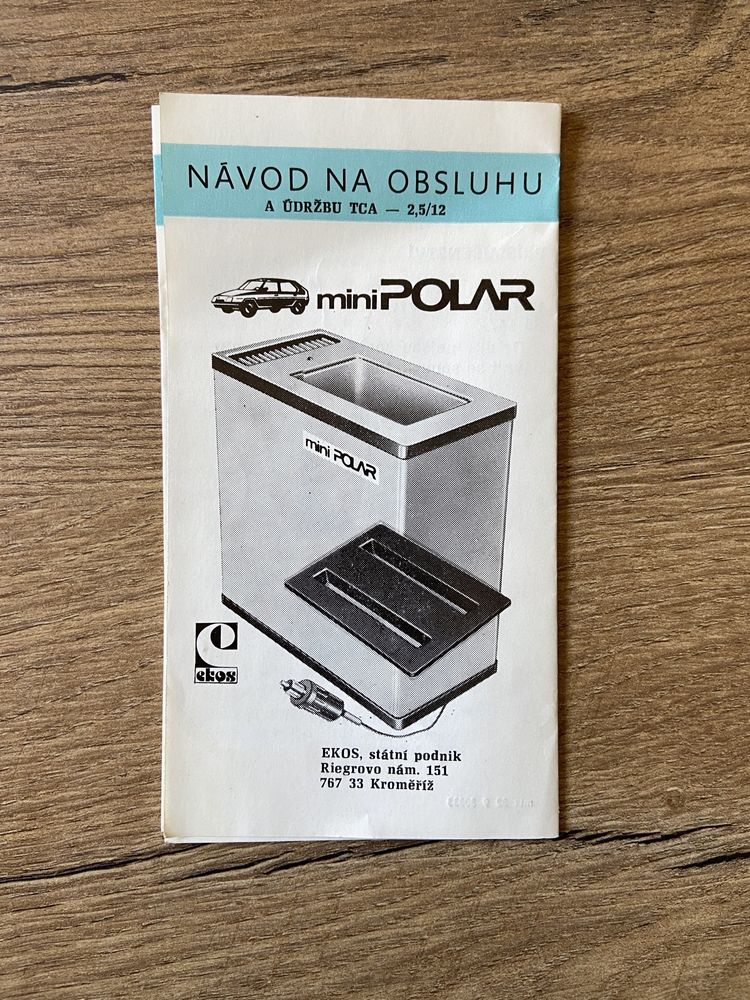 NÁVOD NA OBSLUHU
A ÚDRŽBU TCA — 2,5/12
mini POLAR
mini POLAR
ekos
EKOS, státní podnik
Riegrovo nám. 151
767 33 Kroměříž